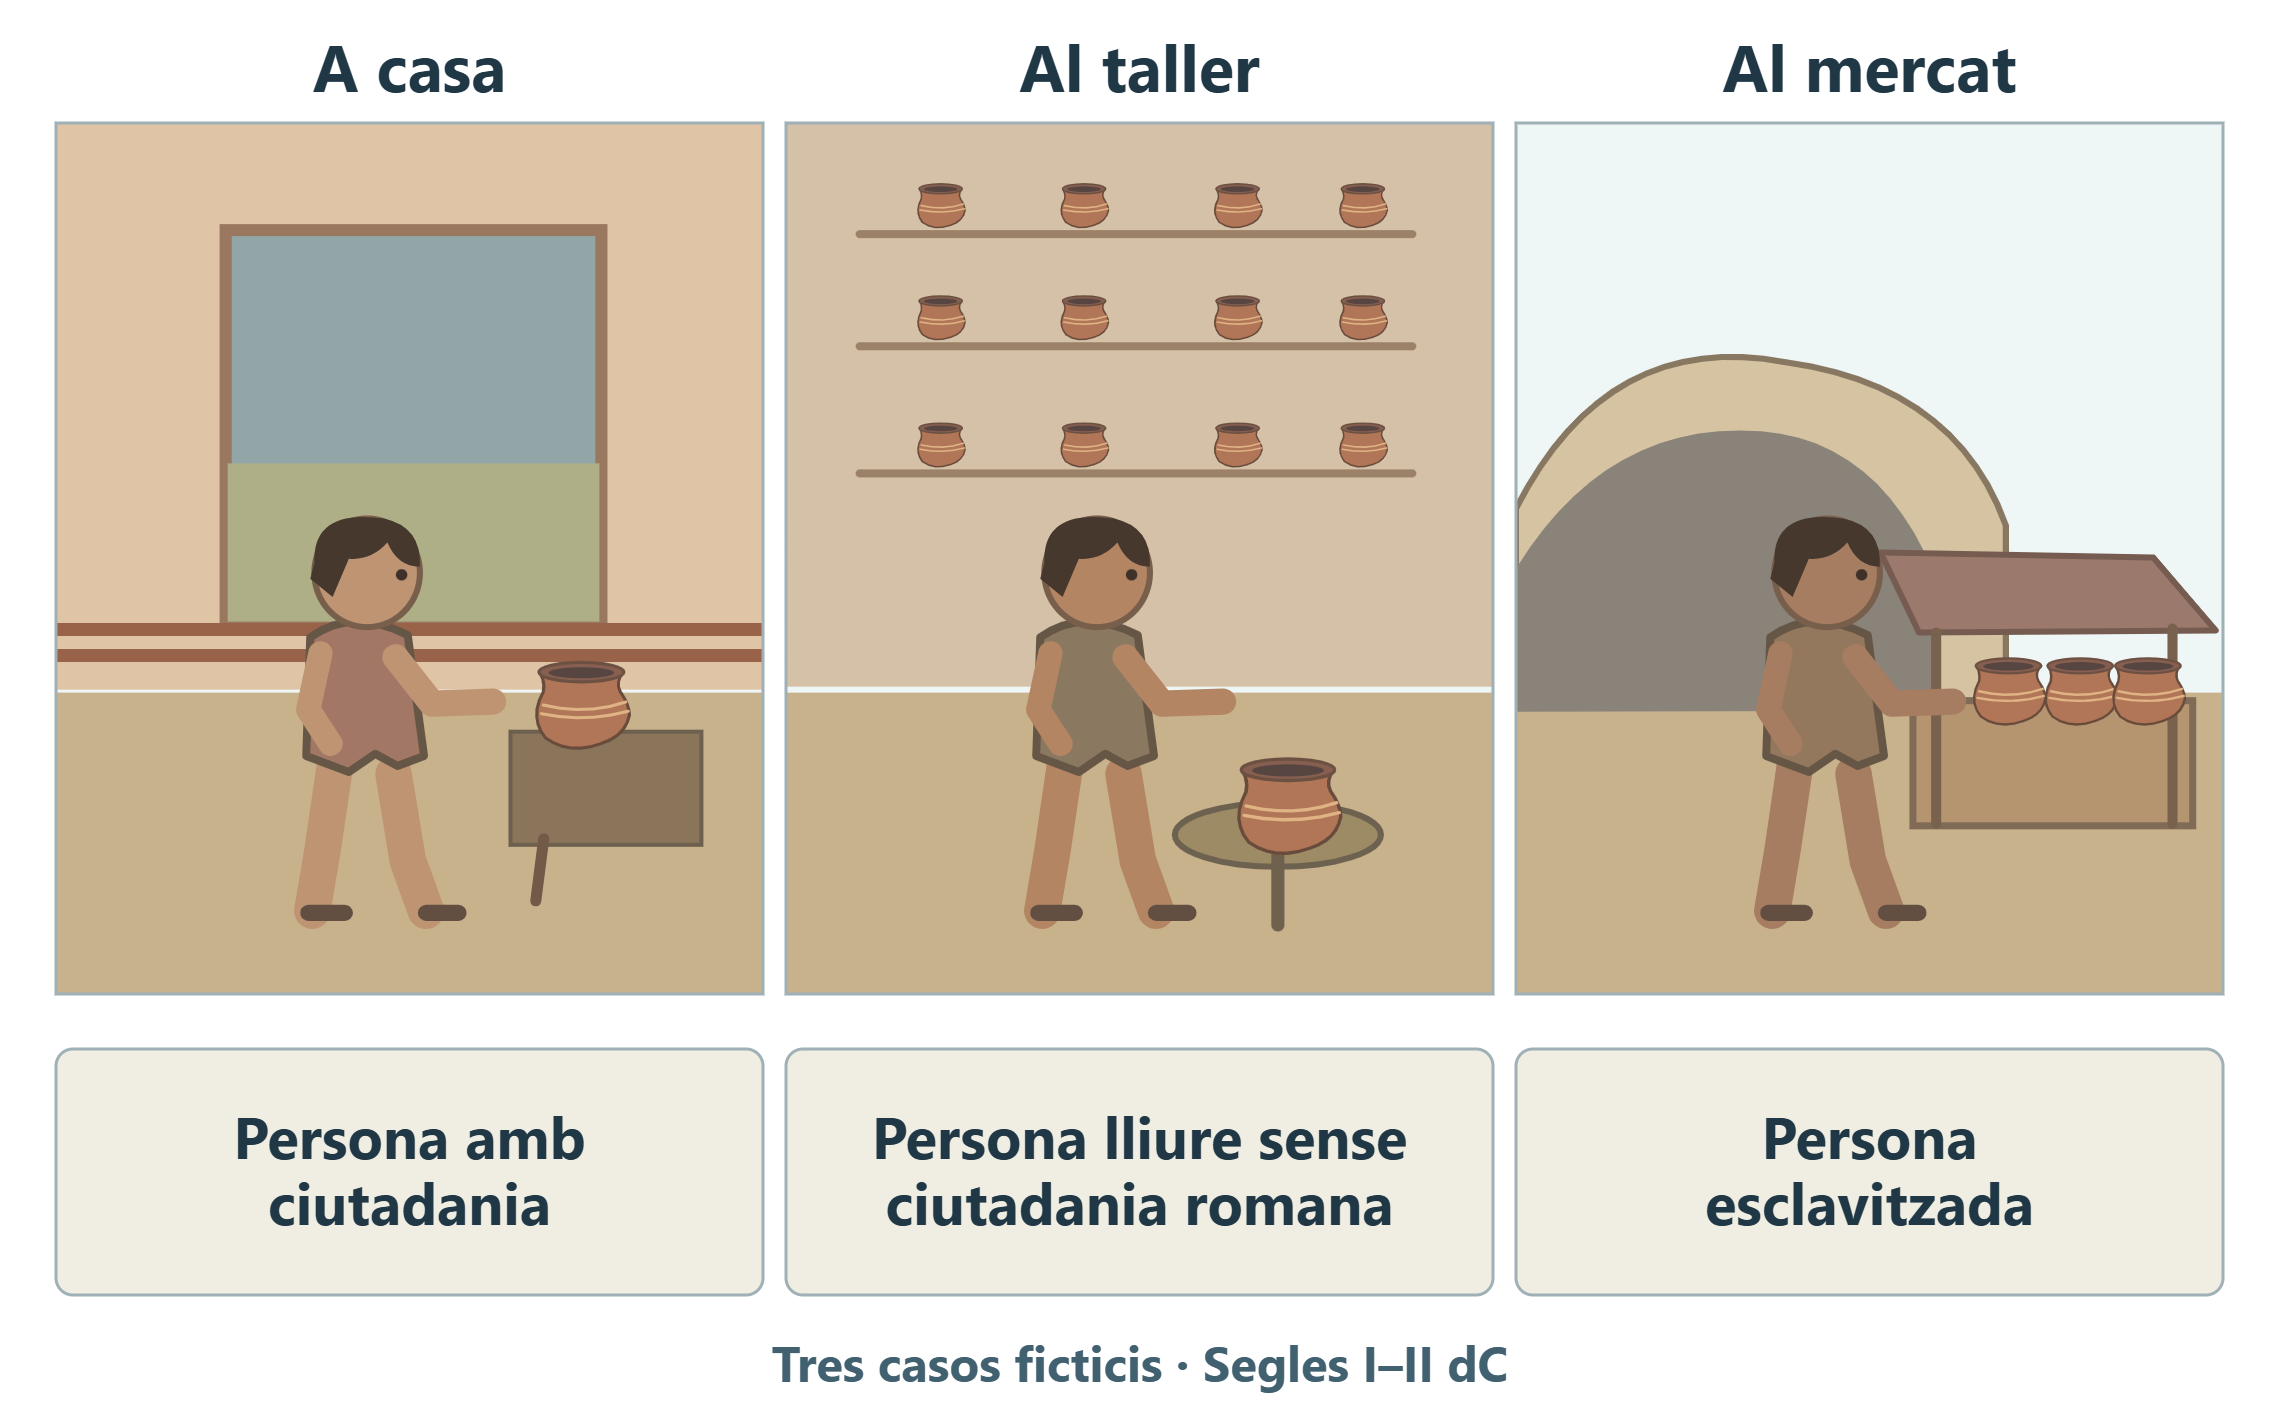 A casa
Al taller
Al mercat
Persona amb
ciutadania
Persona lliure sense
ciutadania romana
Persona
esclavitzada
Tres casos ficticis · Segles I–II dC